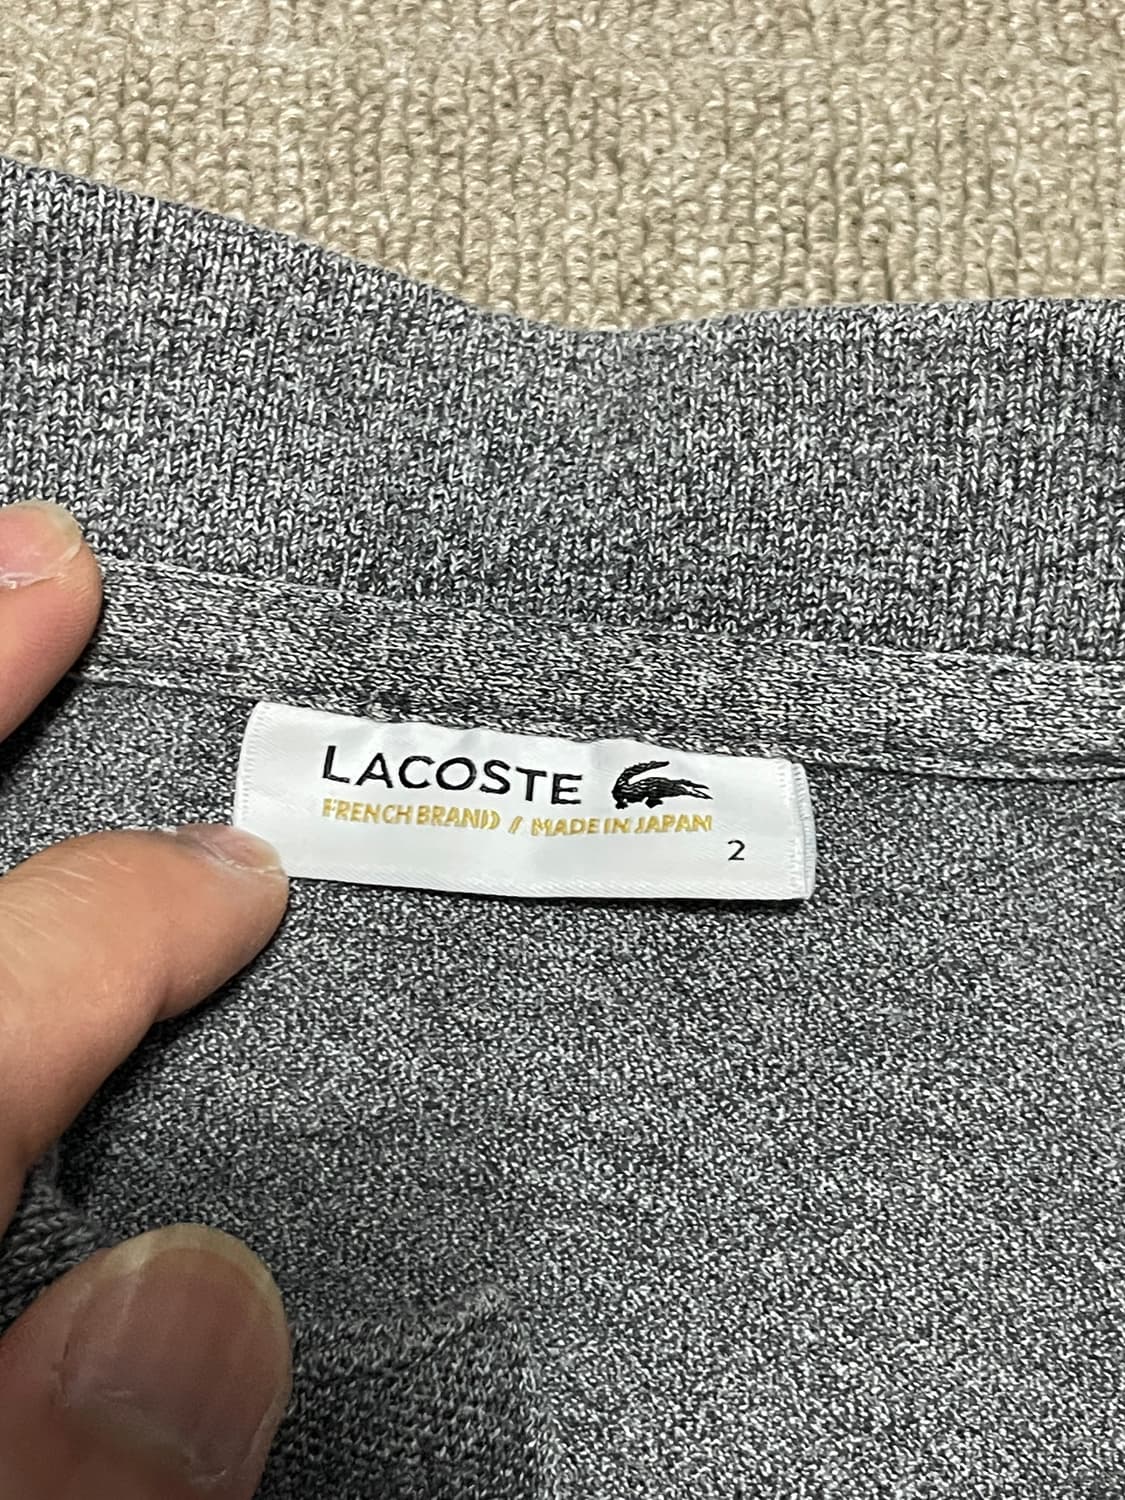 LACOSTE
FRENCH BRAND / MADE IN JAPAN
2